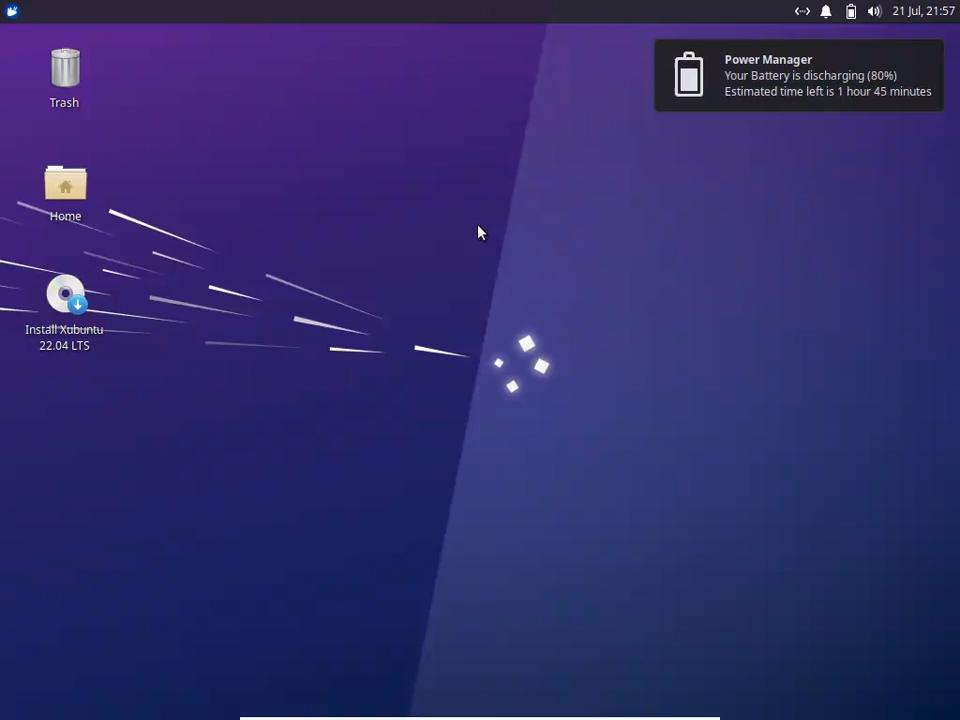 21 Jul, 21:57
Power Manager
Your Battery is discharging (80%)
Estimated time left is 1 hour 45 minutes
Trash
Home
Install Xubuntu
22.04 LTS